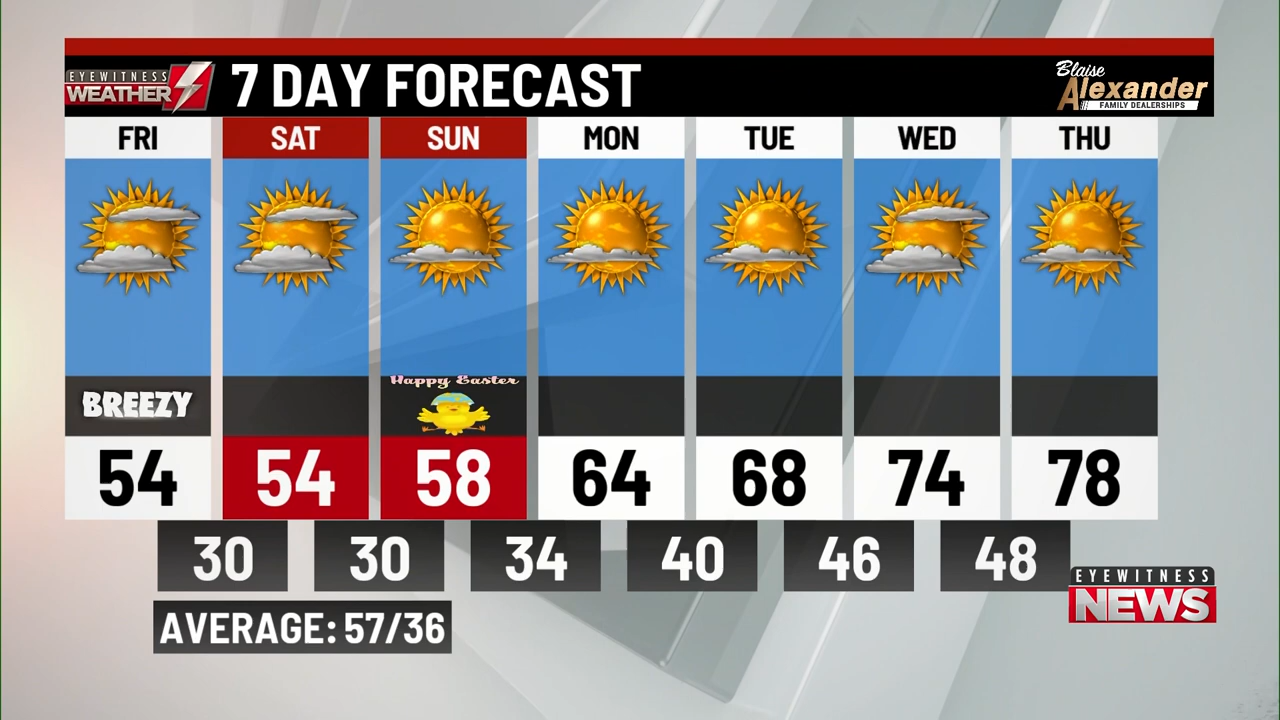 EYEWITNESS
WEATHER
7 DAY FORECAST
Blaise
Alexander
FAMILY DEALERSHIPS
FRI
SAT
SUN
MON
TUE
WED
THU
BREEZY
Happy Easter
54
54
58
64
68
74
78
30
30
34
40
46
48
AVERAGE: 57/36
EYEWITNESS
NEWS